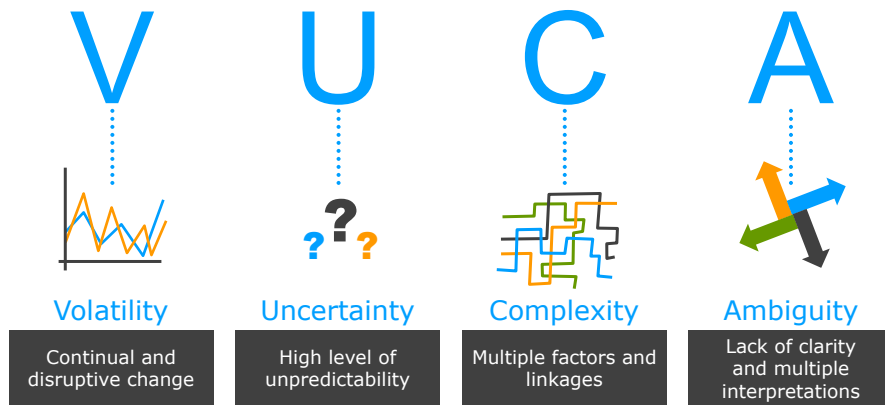 V U C A
? ? ?
Volatility Uncertainty Complexity Ambiguity
Continual and
disruptive change
High level of
unpredictability
Multiple factors and
linkages
Lack of clarity
and multiple
interpretations